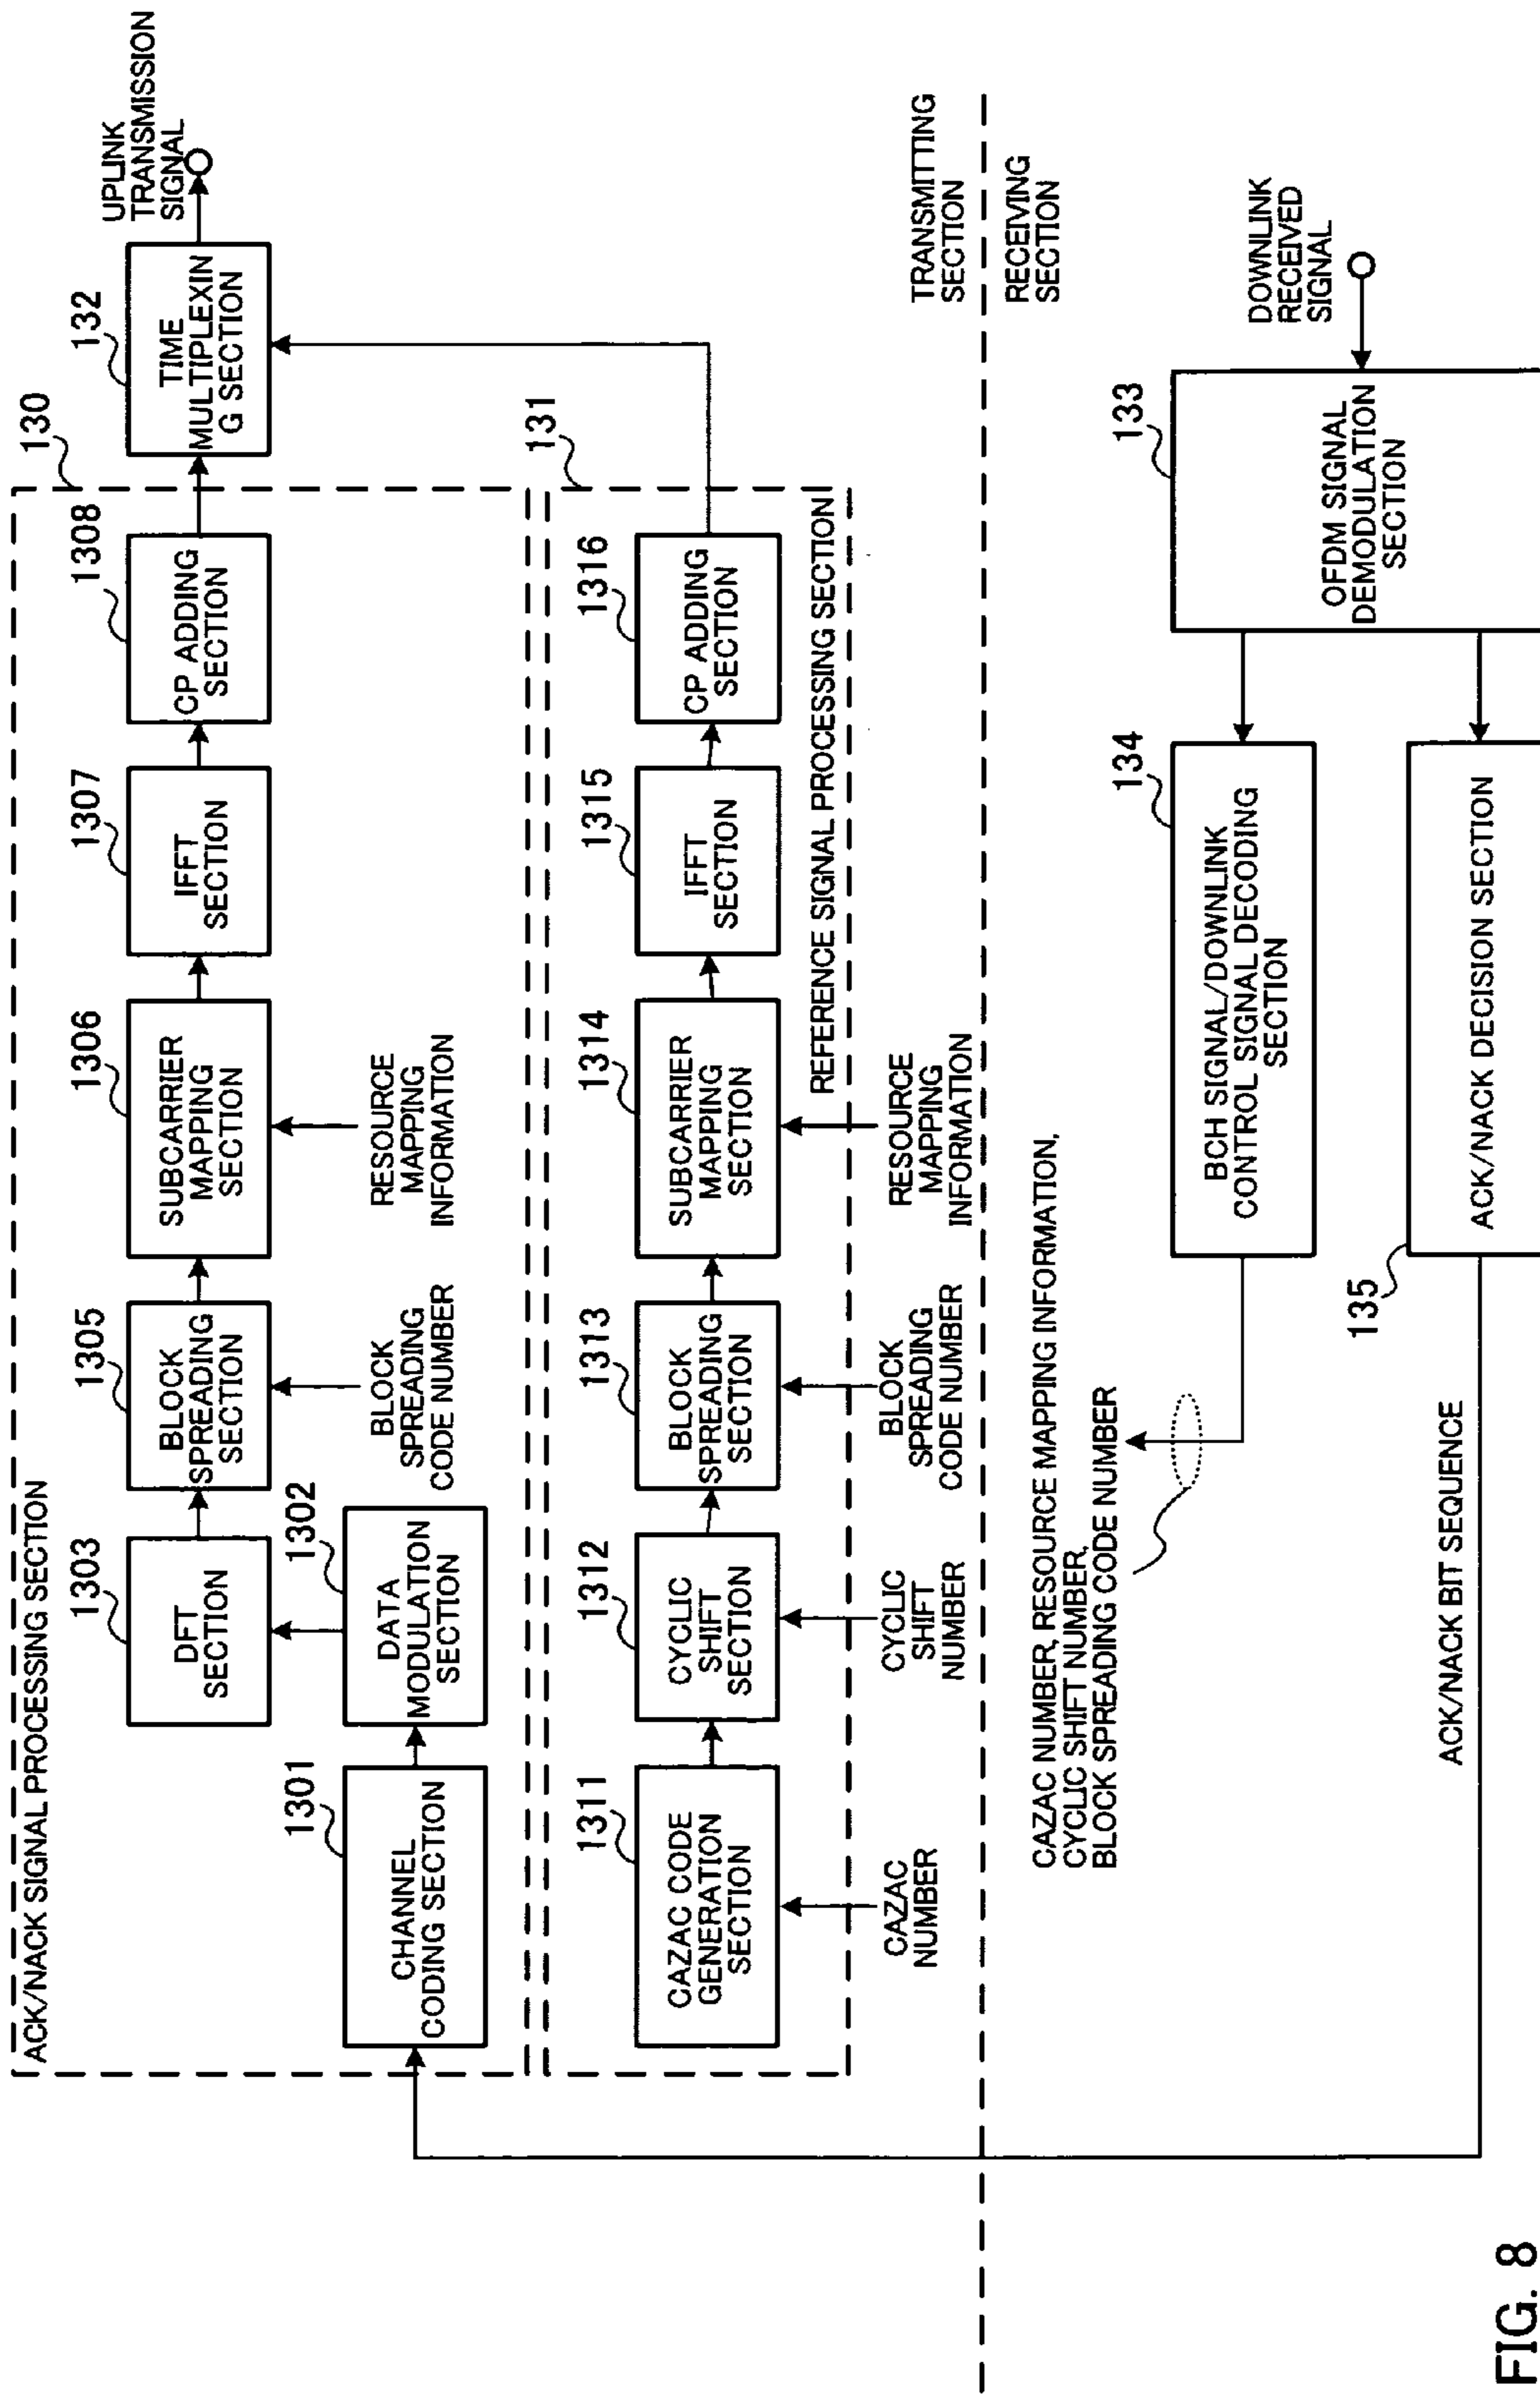 ACK/NACK SIGNAL PROCESSING SECTION
130
1301
CHANNEL
CODING SECTION
1302
DATA
MODULATION
SECTION
1303
DFT
SECTION
1305
BLOCK
SPREADING
SECTION
BLOCK
SPREADING
CODE NUMBER
1306
SUBCARRIER
MAPPING
SECTION
RESOURCE
MAPPING
INFORMATION
1307
IFFT
SECTION
1308
CP ADDING
SECTION
132
TIME
MULTIPLEXIN
G SECTION
UPLINK
TRANSMISSION
SIGNAL
131
1311
CAZAC CODE
GENERATION
SECTION
CAZAC
NUMBER
1312
CYCLIC
SHIFT
SECTION
CYCLIC
SHIFT
NUMBER
1313
BLOCK
SPREADING
SECTION
BLOCK
SPREADING
CODE NUMBER
1314
SUBCARRIER
MAPPING
SECTION
RESOURCE
MAPPING
INFORMATION
1315
IFFT
SECTION
1316
CP ADDING
SECTION
REFERENCE SIGNAL PROCESSING SECTION
TRANSMITTING
SECTION
RECEIVING
SECTION
CAZAC NUMBER, RESOURCE MAPPING INFORMATION,
CYCLIC SHIFT NUMBER,
BLOCK SPREADING CODE NUMBER
134
BCH SIGNAL/DOWNLINK
CONTROL SIGNAL DECODING
SECTION
133
OFDM SIGNAL
DEMODULATION
SECTION
DOWNLINK
RECEIVED
SIGNAL
135
ACK/NACK DECISION SECTION
ACK/NACK BIT SEQUENCE
FIG. 8